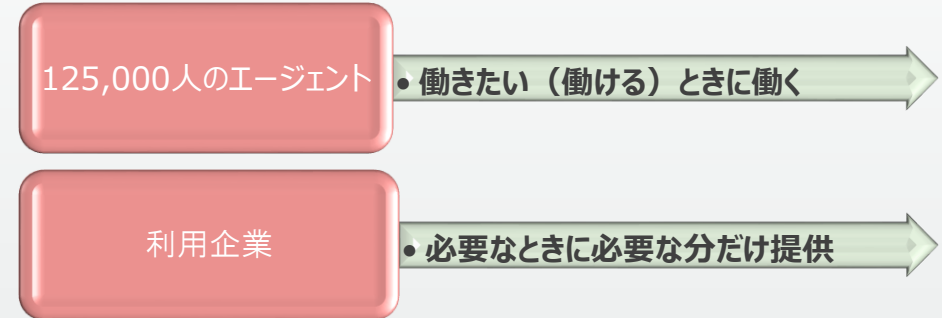 125,000人のエージェント
• 働きたい（働ける）ときに働く
利用企業
• 必要なときに必要な分だけ提供